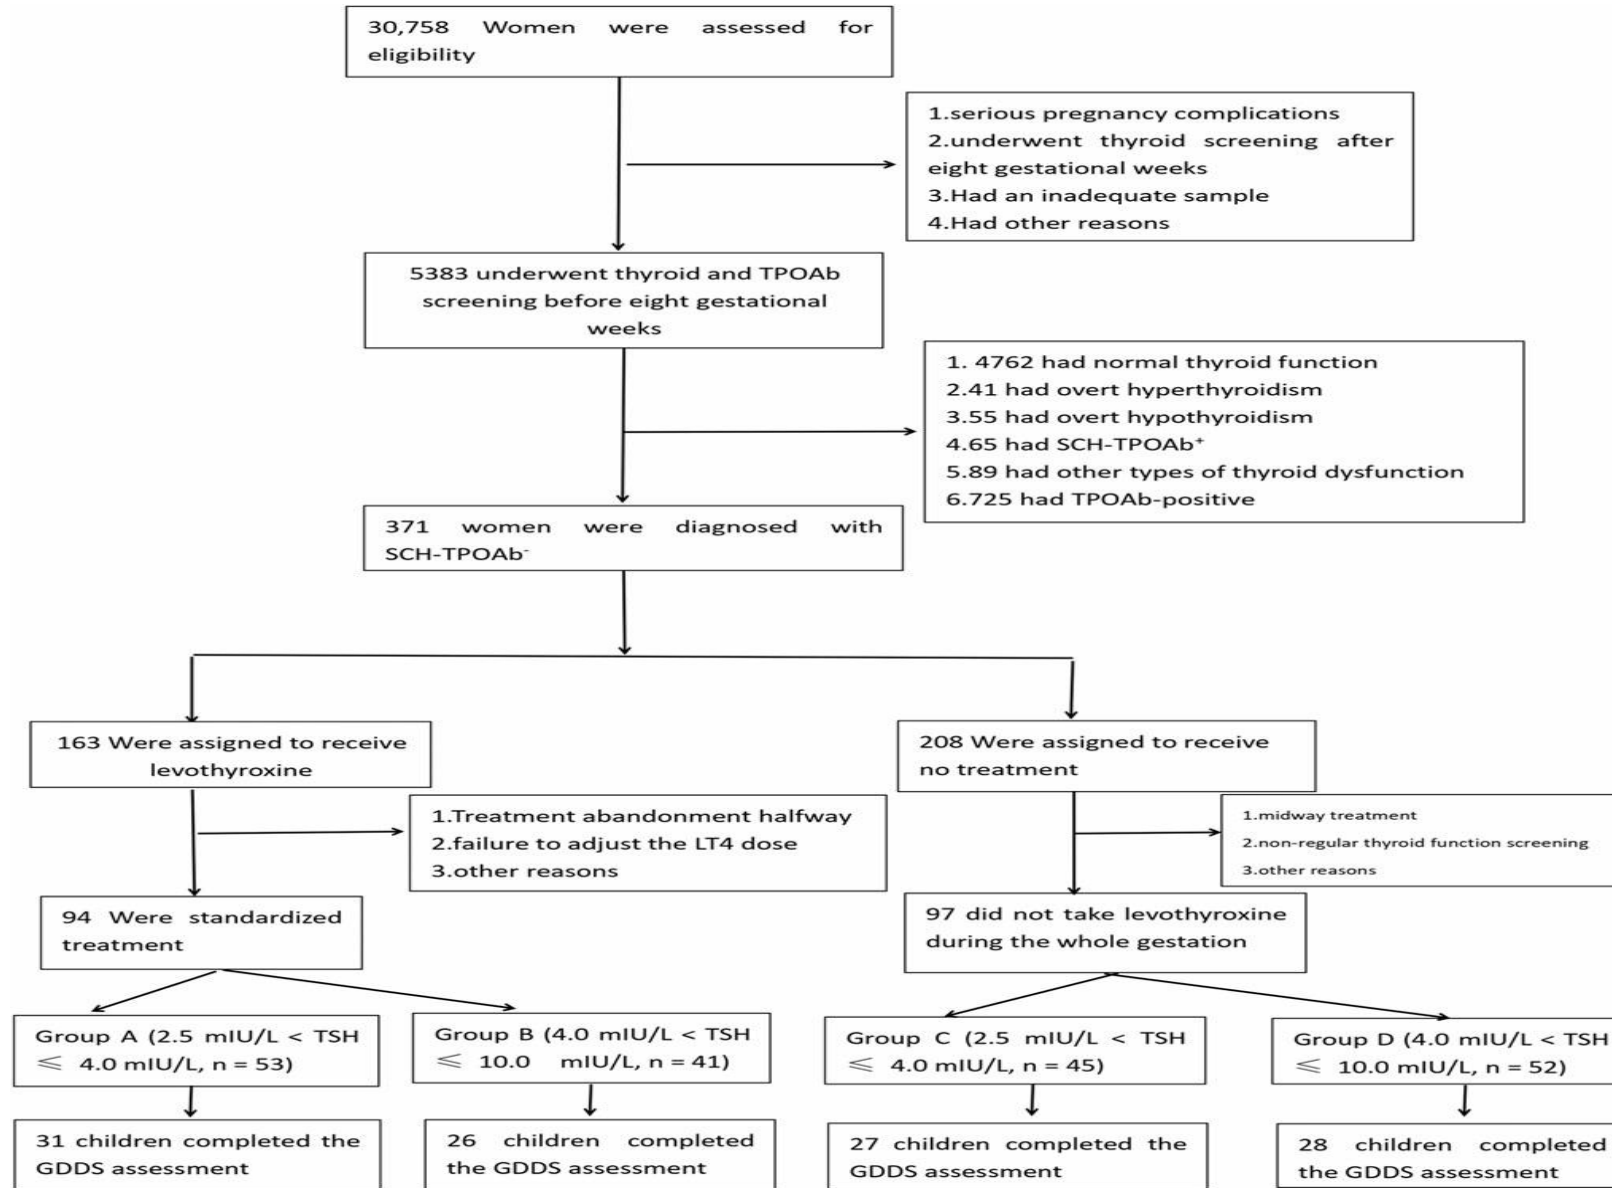 30,758 Women were assessed for
eligibility
1.serious pregnancy complications
2.underwent thyroid screening after
eight gestational weeks
3.Had an inadequate sample
4.Had other reasons
5383 underwent thyroid and TPOAb
screening before eight gestational
weeks
1. 4762 had normal thyroid function
2.41 had overt hyperthyroidism
3.55 had overt hypothyroidism
4.65 had SCH-TPOAb⁺
5.89 had other types of thyroid dysfunction
6.725 had TPOAb-positive
371 women were diagnosed with
SCH-TPOAb⁻
163 Were assigned to receive
levothyroxine
208 Were assigned to receive
no treatment
1.Treatment abandonment halfway
2.failure to adjust the LT4 dose
3.other reasons
1.midway treatment
2.non-regular thyroid function screening
3.other reasons
94 Were standardized
treatment
97 did not take levothyroxine
during the whole gestation
Group A (2.5 mIU/L < TSH
≤ 4.0 mIU/L, n = 53)
Group B (4.0 mIU/L < TSH
≤ 10.0 mIU/L, n = 41)
Group C (2.5 mIU/L < TSH
≤ 4.0 mIU/L, n = 45)
Group D (4.0 mIU/L < TSH
≤ 10.0 mIU/L, n = 52)
31 children completed the
GDDS assessment
26 children completed
the GDDS assessment
27 children completed the
GDDS assessment
28 children completed
the GDDS assessment